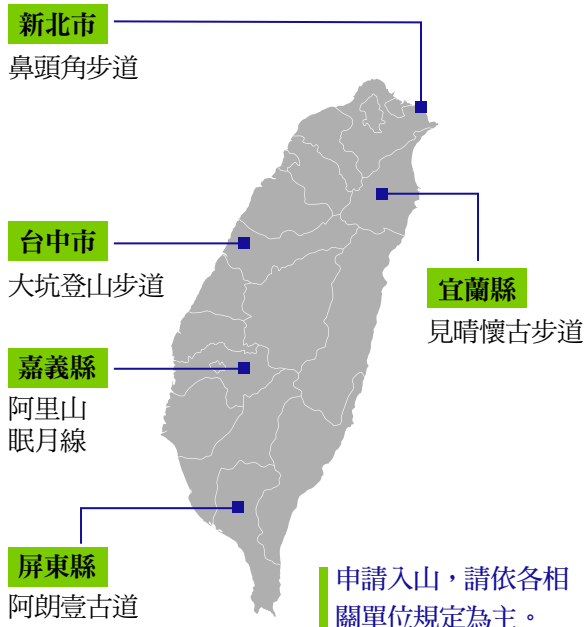 新北市
鼻頭角步道
台中市
大坑登山步道
宜蘭縣
見晴懷古步道
嘉義縣
阿里山
眠月線
屏東縣
阿朗壹古道
申請入山，請依各相
關單位規定為主。